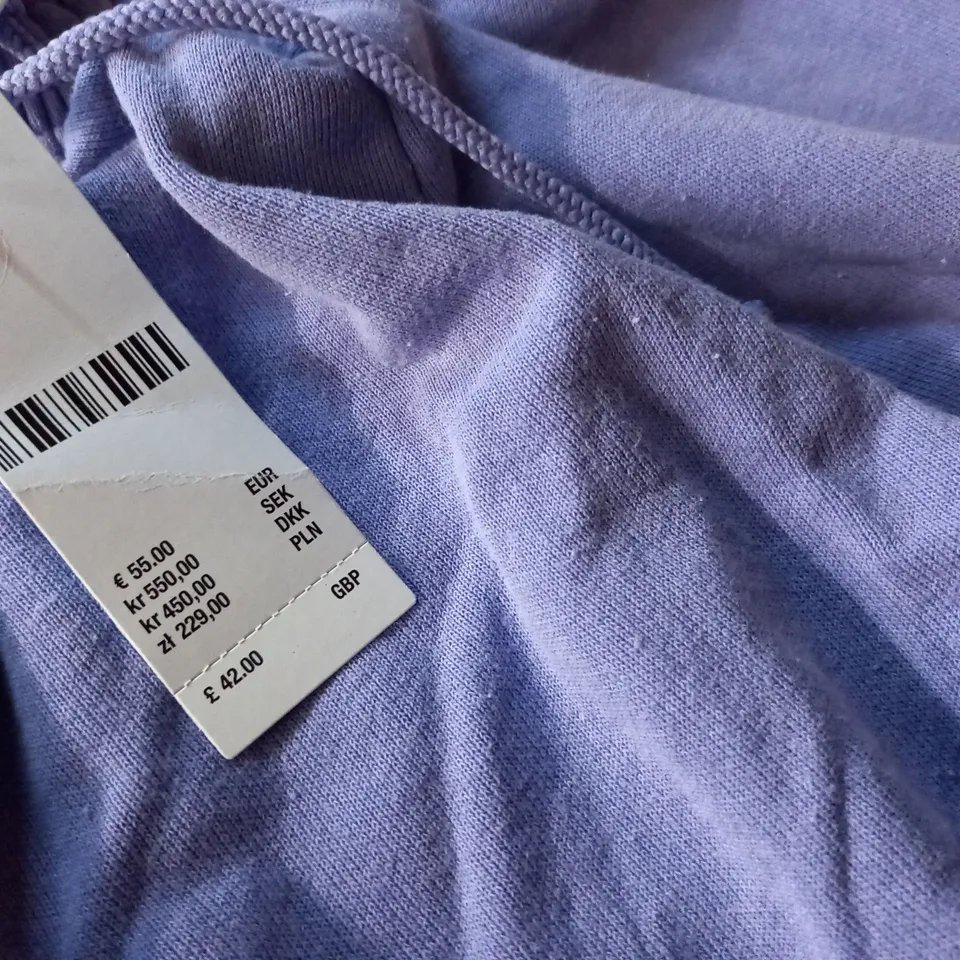 € 55.00 EUR
kr 550,00 SEK
kr 450,00 DKK
zł 229,00 PLN
£ 42.00 GBP